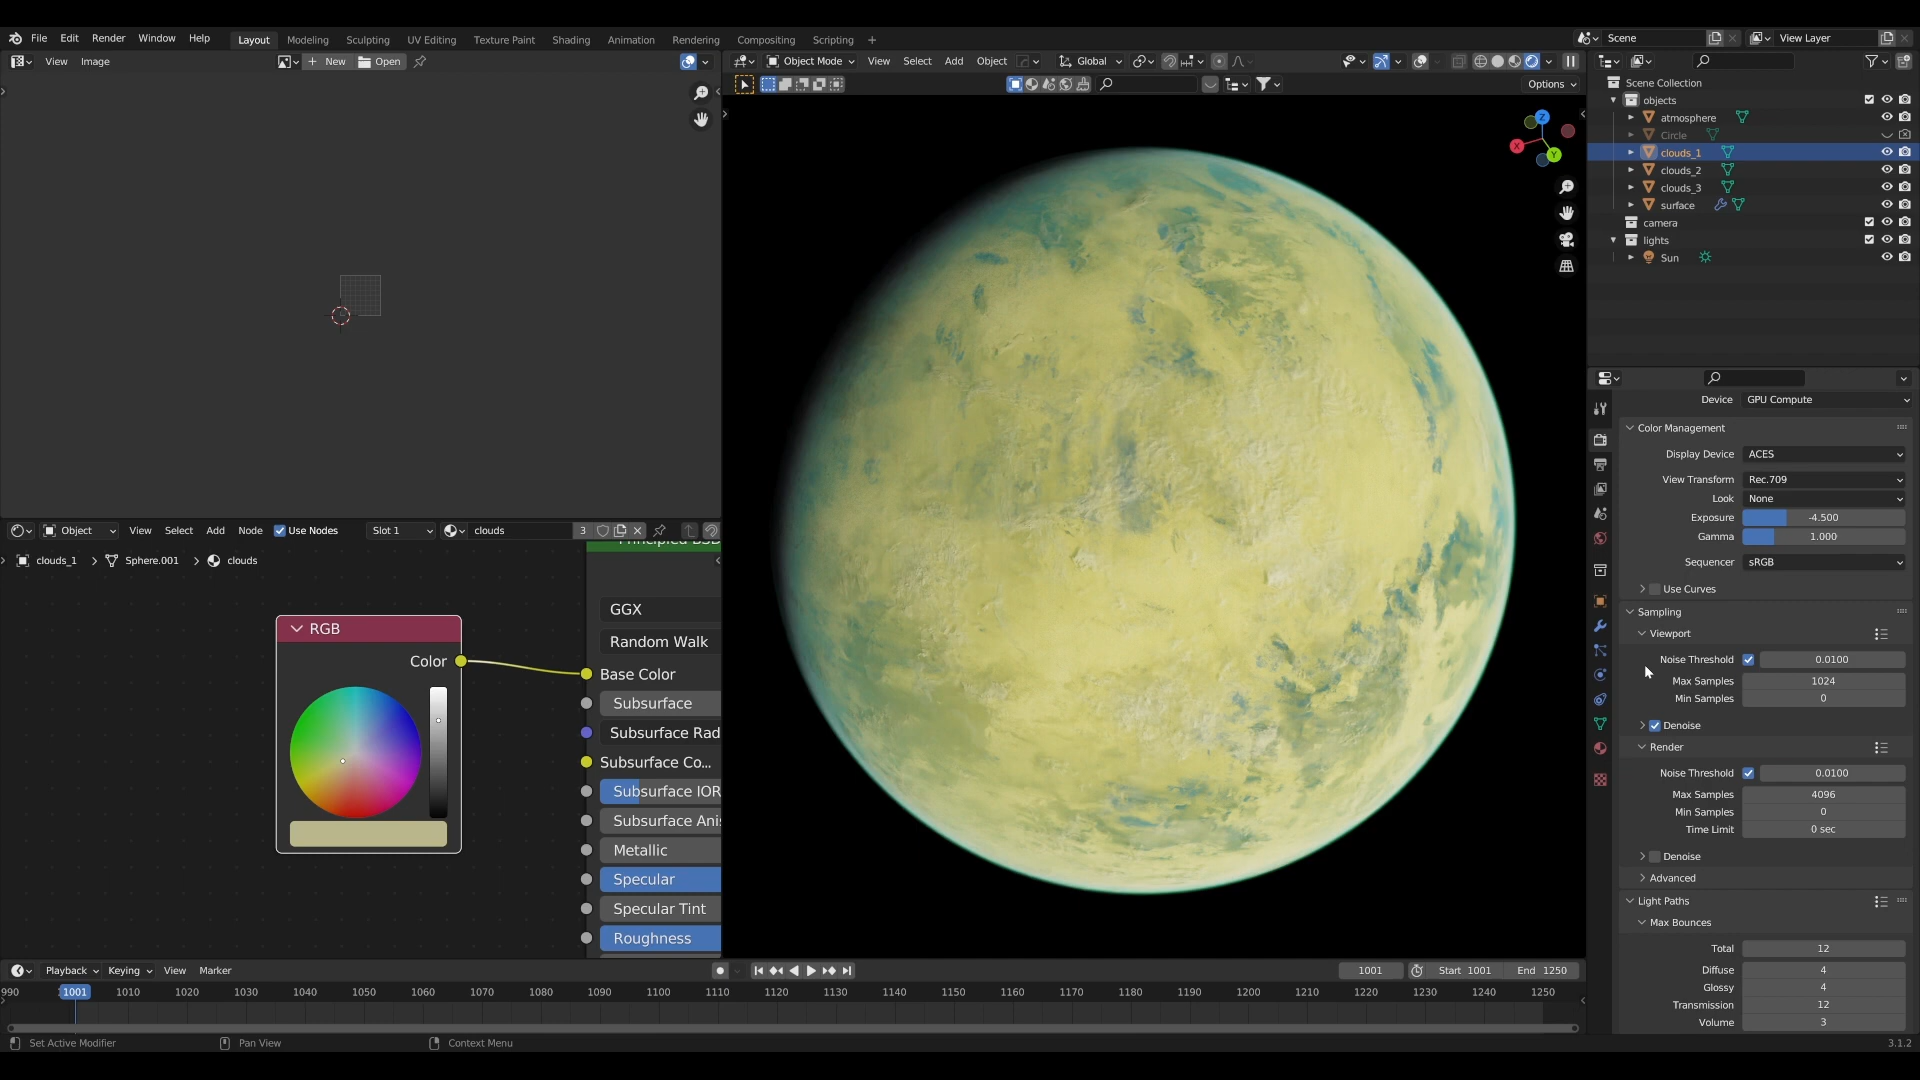 File Edit Render Window Help Layout Modeling Sculpting UV Editing Texture Paint Shading Animation Rendering Compositing Scripting + Scene View Layer
View Image + New Open
Object Mode View Select Add Object Global
Options
Scene Collection
objects
atmosphere
Circle
clouds_1
clouds_2
clouds_3
surface
camera
lights
Sun
Z
X
Y
Device GPU Compute
Color Management
Display Device ACES
View Transform Rec.709
Look None
Exposure -4.500
Gamma 1.000
Sequencer sRGB
Use Curves
Sampling
Viewport
Noise Threshold 0.0100
Max Samples 1024
Min Samples 0
Denoise
Render
Noise Threshold 0.0100
Max Samples 4096
Min Samples 0
Time Limit 0 sec
Denoise
Advanced
Light Paths
Max Bounces
Total 12
Diffuse 4
Glossy 4
Transmission 12
Volume 3
Object View Select Add Node Use Nodes Slot 1 clouds 3
clouds_1 > Sphere.001 > clouds
Principled BSD
RGB
Color
GGX
Random Walk
Base Color
Subsurface
Subsurface Rad
Subsurface Co...
Subsurface IOR
Subsurface Anis
Metallic
Specular
Specular Tint
Roughness
Playback Keying View Marker 1001 Start 1001 End 1250
990 1001 1010 1020 1030 1040 1050 1060 1070 1080 1090 1100 1110 1120 1130 1140 1150 1160 1170 1180 1190 1200 1210 1220 1230 1240 1250
Set Active Modifier Pan View Context Menu 3.1.2